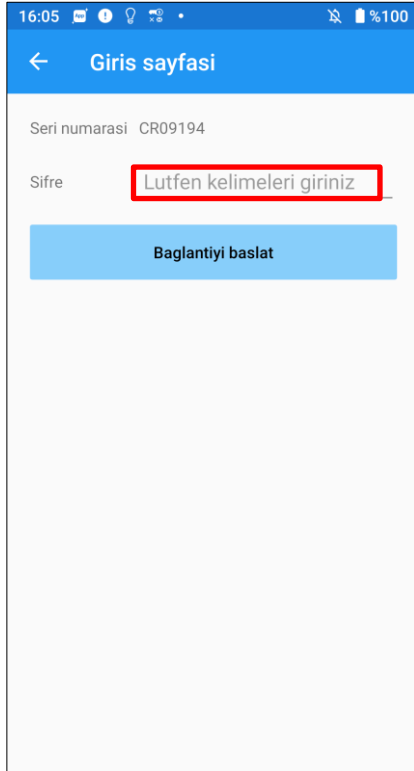 16:05 %100
Giris sayfasi
Seri numarasi CR09194
Sifre Lutfen kelimeleri giriniz
Baglantiyi baslat